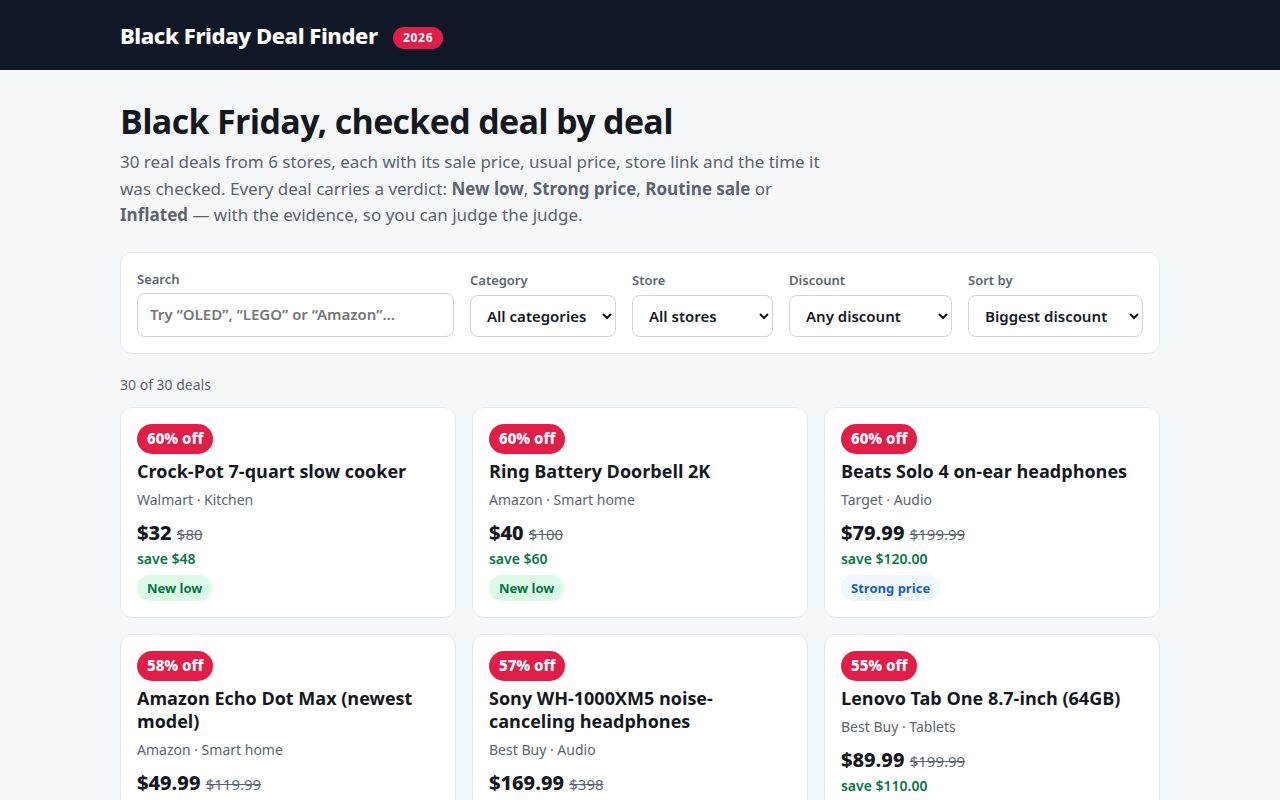 Black Friday Deal Finder 2026
Black Friday, checked deal by deal
30 real deals from 6 stores, each with its sale price, usual price, store link and the time it
was checked. Every deal carries a verdict: New low, Strong price, Routine sale or
Inflated — with the evidence, so you can judge the judge.
Search
Try “OLED”, “LEGO” or “Amazon”...
Category
All categories
Store
All stores
Discount
Any discount
Sort by
Biggest discount
30 of 30 deals
60% off
Crock-Pot 7-quart slow cooker
Walmart · Kitchen
$32 $80
save $48
New low
60% off
Ring Battery Doorbell 2K
Amazon · Smart home
$40 $100
save $60
New low
60% off
Beats Solo 4 on-ear headphones
Target · Audio
$79.99 $199.99
save $120.00
Strong price
58% off
Amazon Echo Dot Max (newest
model)
Amazon · Smart home
$49.99 $119.99
57% off
Sony WH-1000XM5 noise-
canceling headphones
Best Buy · Audio
$169.99 $398
55% off
Lenovo Tab One 8.7-inch (64GB)
Best Buy · Tablets
$89.99 $199.99
save $110.00